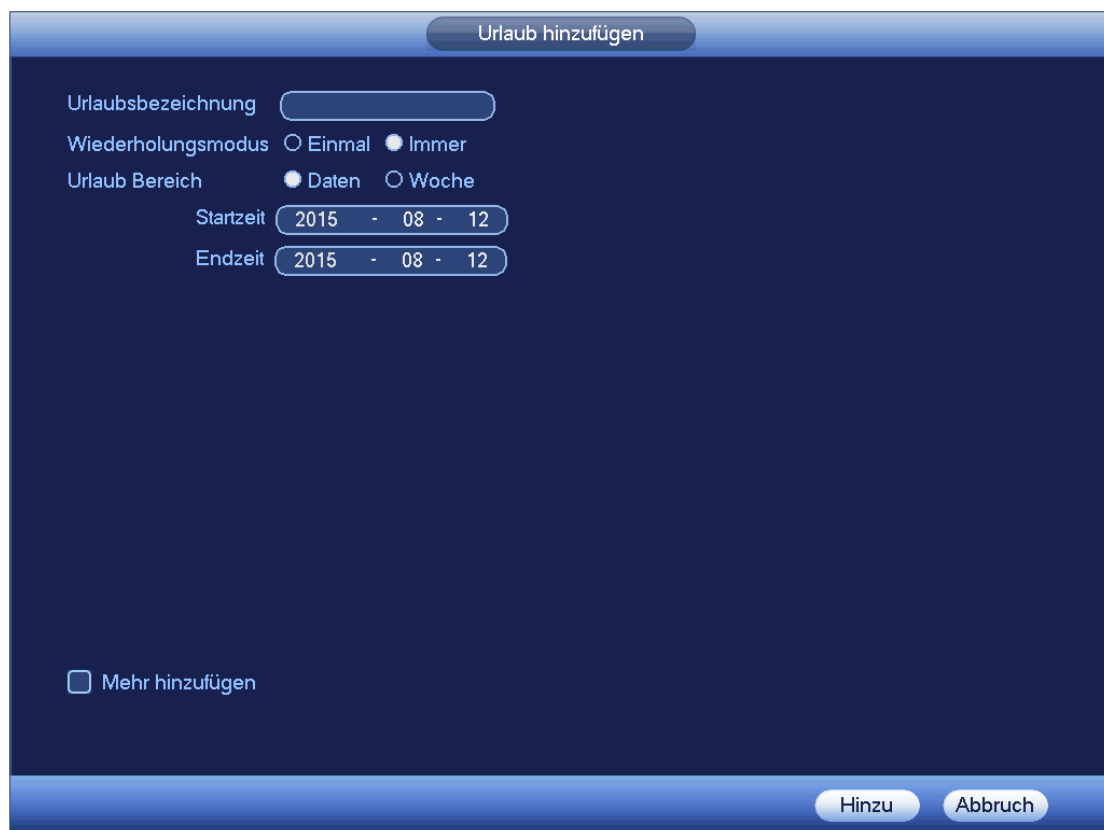 Urlaub hinzufügen
Urlaubsbezeichnung
Wiederholungsmodus Einmal Immer
Urlaub Bereich Daten Woche
Startzeit 2015 - 08 - 12
Endzeit 2015 - 08 - 12
Mehr hinzufügen
Hinzu Abbruch